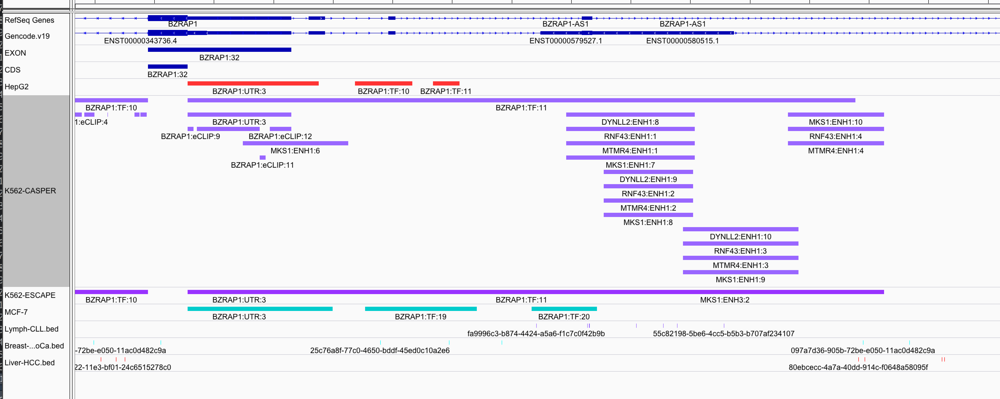 RefSeq Genes
BZRAP1 BZRAP1-AS1 BZRAP1-AS1
Gencode.v19
ENST00000343736.4 ENST00000579527.1 ENST00000580515.1
EXON
BZRAP1:32
CDS
BZRAP1:32
HepG2
BZRAP1:UTR:3 BZRAP1:TF:10 BZRAP1:TF:11
BZRAP1:TF:10 BZRAP1:TF:11
1:eCLIP:4 BZRAP1:UTR:3 DYNLL2:ENH1:8 MKS1:ENH1:10
BZRAP1:eCLIP:9 BZRAP1:eCLIP:12 RNF43:ENH1:1 RNF43:ENH1:4
MKS1:ENH1:6 MTMR4:ENH1:1 MTMR4:ENH1:4
BZRAP1:eCLIP:11 MKS1:ENH1:7
DYNLL2:ENH1:9
K562-CASPER
RNF43:ENH1:2
MTMR4:ENH1:2
MKS1:ENH1:8
DYNLL2:ENH1:10
RNF43:ENH1:3
MTMR4:ENH1:3
MKS1:ENH1:9
K562-ESCAPE
BZRAP1:TF:10 BZRAP1:UTR:3 BZRAP1:TF:11 MKS1:ENH3:2
MCF-7
BZRAP1:UTR:3 BZRAP1:TF:19 BZRAP1:TF:20
Lymph-CLL.bed
fa9996c3-b874-4424-a5a6-f1c7c0f42b9b 55c82198-5be6-4cc5-b5b3-b707af234107
Breast-...oCa.bed
-72be-e050-11ac0d482c9a 25c76a8f-77c0-4650-bddf-45ed0c10a2e6 097a7d36-905b-72be-e050-11ac0d482c9a
Liver-HCC.bed
22-11e3-bf01-24c6515278c0 80ebcecc-4a7a-40dd-914c-f0648a58095f